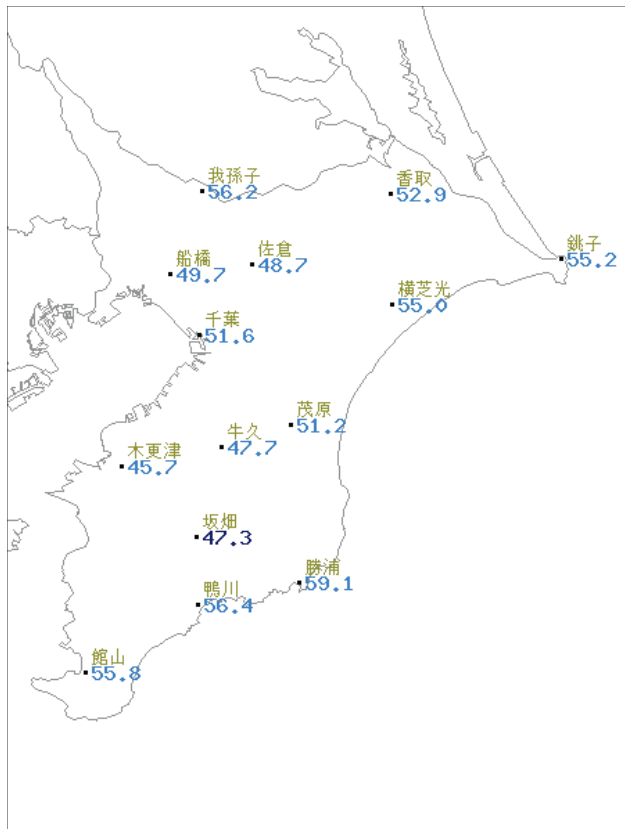 我孫子
56.2
香取
52.9
船橋
49.7
佐倉
48.7
銚子
55.2
横芝光
55.0
千葉
51.6
茂原
51.2
牛久
47.7
木更津
45.7
坂畑
47.3
勝浦
59.1
鴨川
56.4
館山
55.8